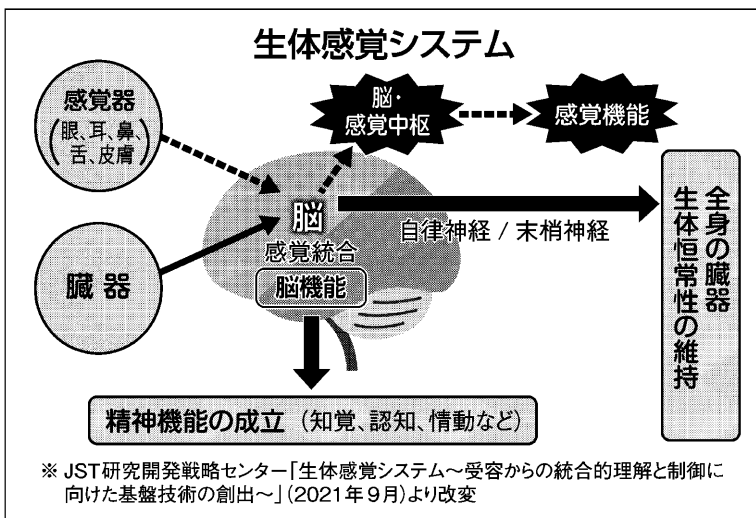 生体感覚システム
感覚器
(眼、耳、鼻、
舌、皮膚)
臓器
脳・
感覚中枢
感覚機能
脳
感覚統合
脳機能
自律神経 / 末梢神経
全身の臓器
生体恒常性の維持
精神機能の成立(知覚、認知、情動など)
※ JST研究開発戦略センター「生体感覚システム〜受容からの統合的理解と制御に
向けた基盤技術の創出〜」(2021年9月)より改変